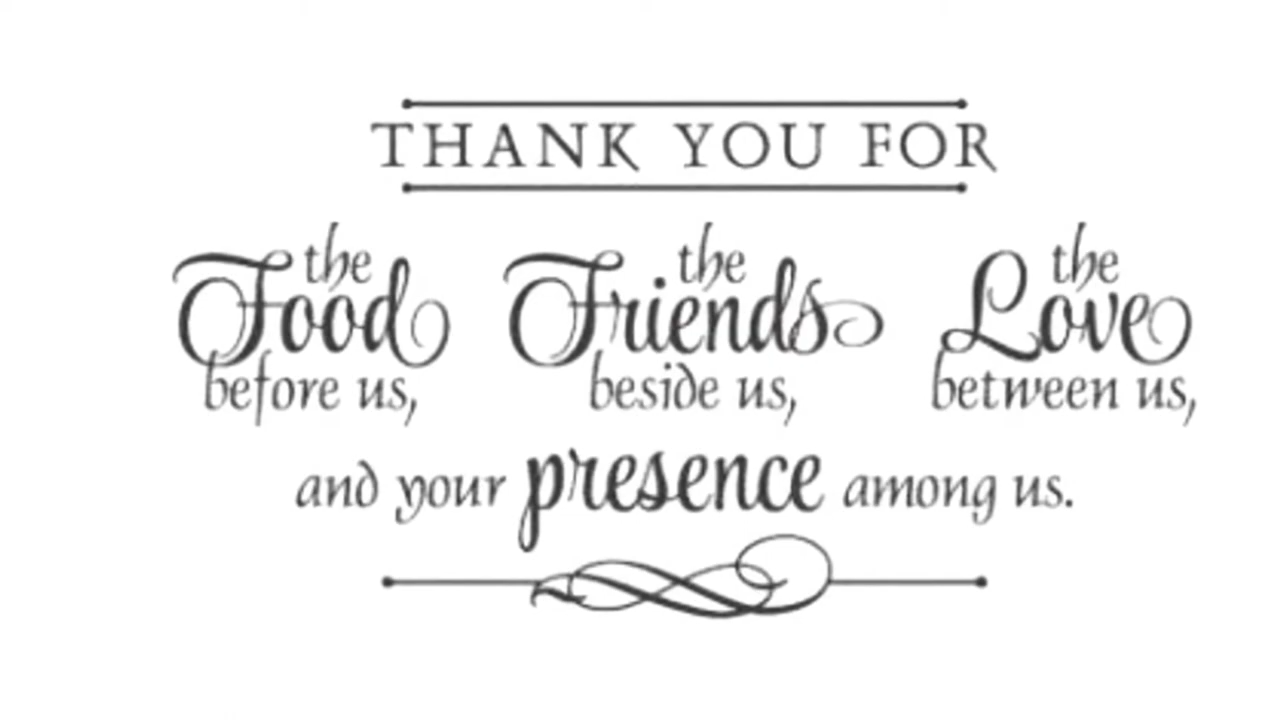 THANK YOU FOR
the Food before us,
the Friends beside us,
the Love between us,
and your presence among us.